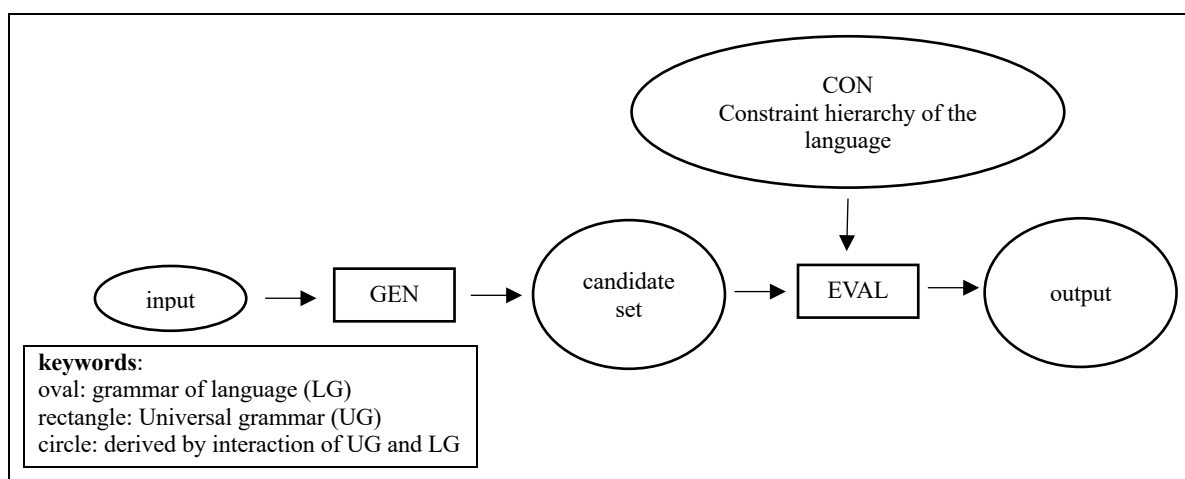 CON
Constraint hierarchy of the
language
input
GEN
candidate
set
EVAL
output
keywords:
oval: grammar of language (LG)
rectangle: Universal grammar (UG)
circle: derived by interaction of UG and LG